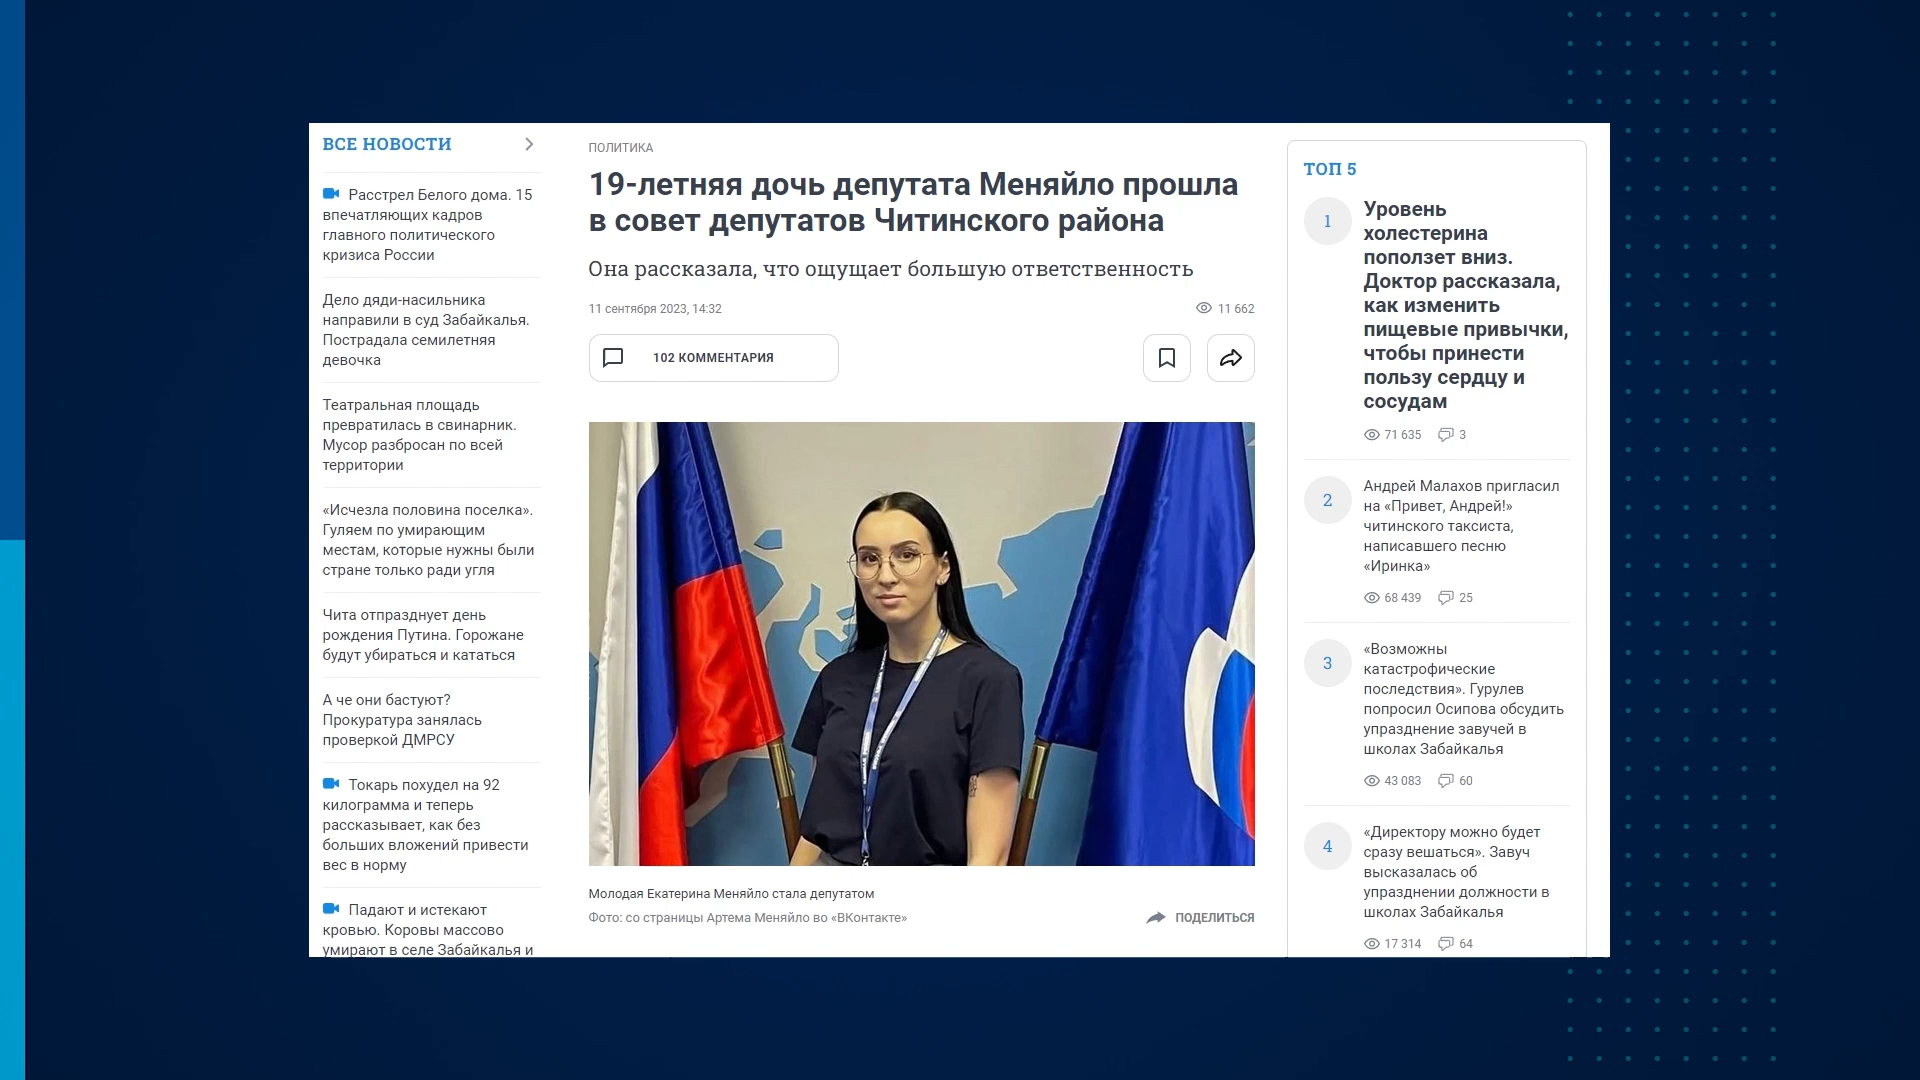 ВСЕ НОВОСТИ
Расстрел Белого дома. 15
впечатляющих кадров
главного политического
кризиса России
Дело дяди-насильника
направили в суд Забайкалья.
Пострадала семилетняя
девочка
Театральная площадь
превратилась в свинарник.
Мусор разбросан по всей
территории
«Исчезла половина поселка».
Гуляем по умирающим
местам, которые нужны были
стране только ради угля
Чита отпразднует день
рождения Путина. Горожане
будут убираться и кататься
А че они бастуют?
Прокуратура занялась
проверкой ДМРСУ
Токарь похудел на 92
килограмма и теперь
рассказывает, как без
больших вложений привести
вес в норму
Падают и истекают
кровью. Коровы массово
умирают в селе Забайкалья и
ПОЛИТИКА
19-летняя дочь депутата Меняйло прошла
в совет депутатов Читинского района
Она рассказала, что ощущает большую ответственность
11 сентября 2023, 14:32
11 662
102 КОММЕНТАРИЯ
Молодая Екатерина Меняйло стала депутатом
Фото: со страницы Артема Меняйло во «ВКонтакте»
ПОДЕЛИТЬСЯ
ТОП 5
1
Уровень
холестерина
поползет вниз.
Доктор рассказала,
как изменить
пищевые привычки,
чтобы принести
пользу сердцу и
сосудам
71 635 3
2
Андрей Малахов пригласил
на «Привет, Андрей!»
читинского таксиста,
написавшего песню
«Иринка»
68 439 25
3
«Возможны
катастрофические
последствия». Гурулев
попросил Осипова обсудить
упразднение завучей в
школах Забайкалья
43 083 60
4
«Директору можно будет
сразу вешаться». Завуч
высказалась об
упразднении должности в
школах Забайкалья
17 314 64